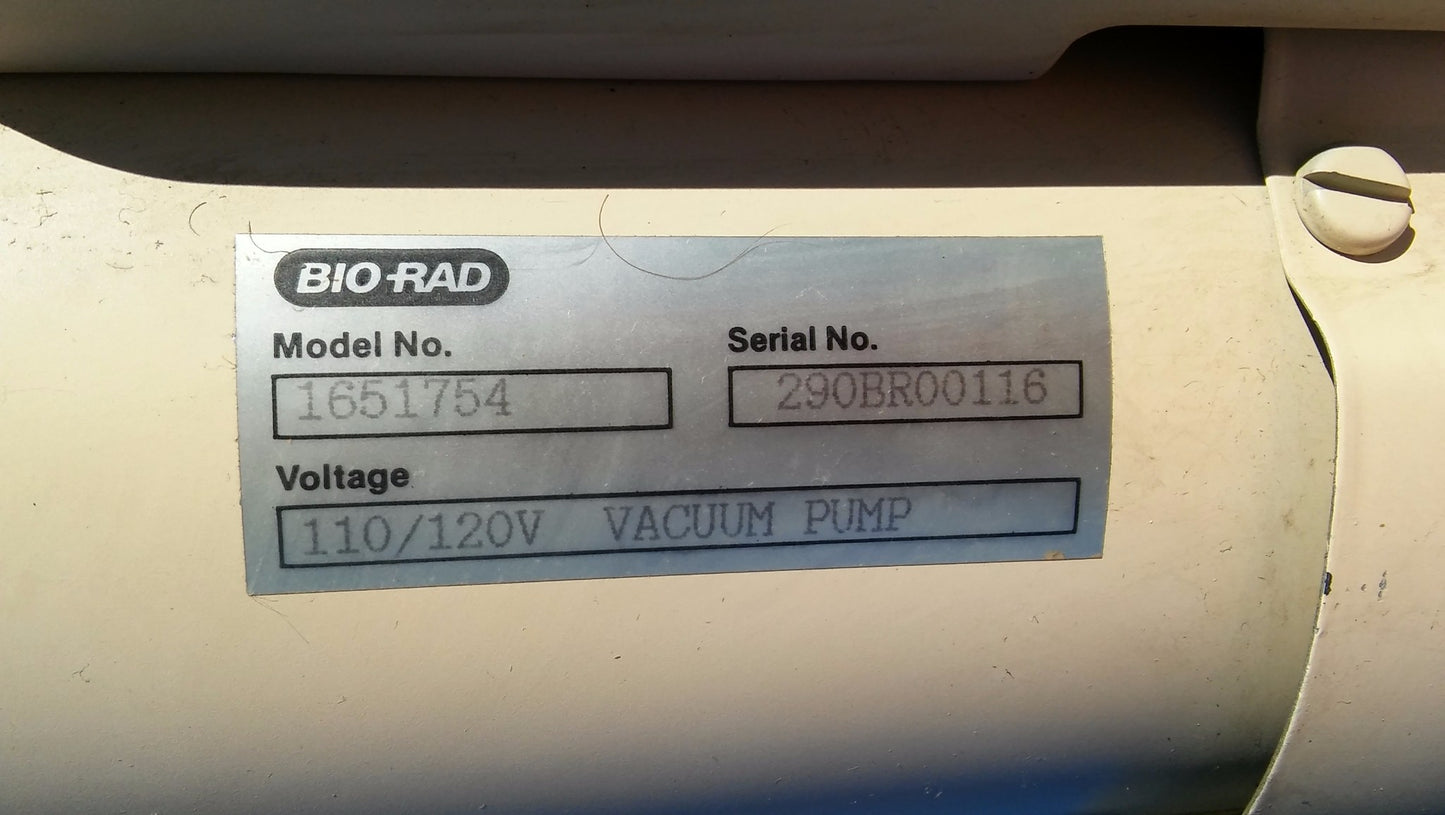 BIO-RAD
Model No. Serial No.
1651754 290BR00116
Voltage
110/120V VACUUM PUMP